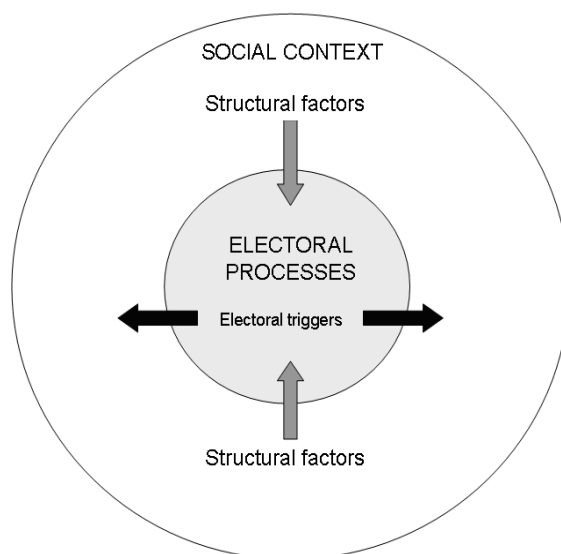 SOCIAL CONTEXT
Structural factors
ELECTORAL
PROCESSES
Electoral triggers
Structural factors